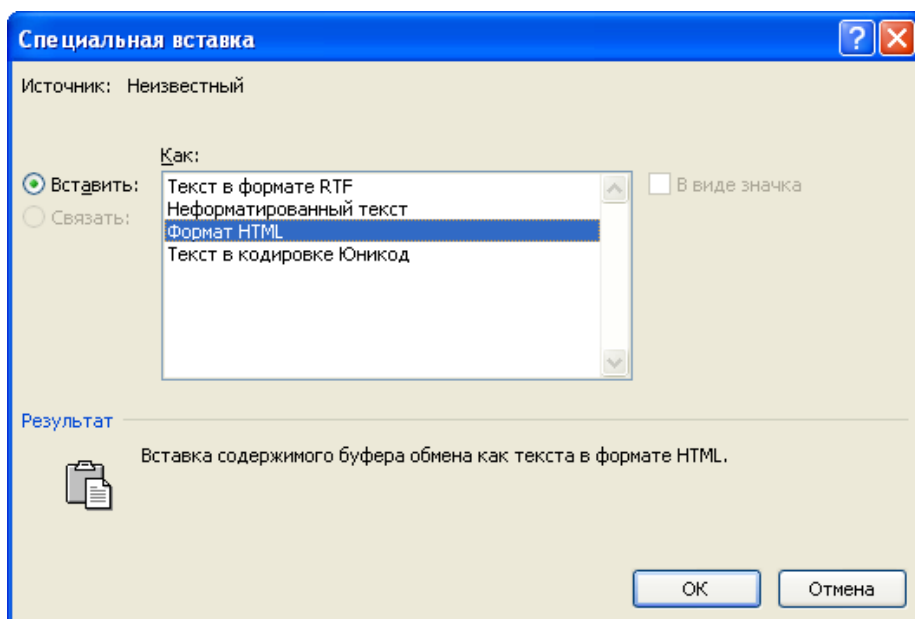 Специальная вставка
Источник: Неизвестный
Как:
Вставить:
Связать:
Текст в формате RTF
Неформатированный текст
Формат HTML
Текст в кодировке Юникод
В виде значка
Результат
Вставка содержимого буфера обмена как текста в формате HTML.
ОК
Отмена